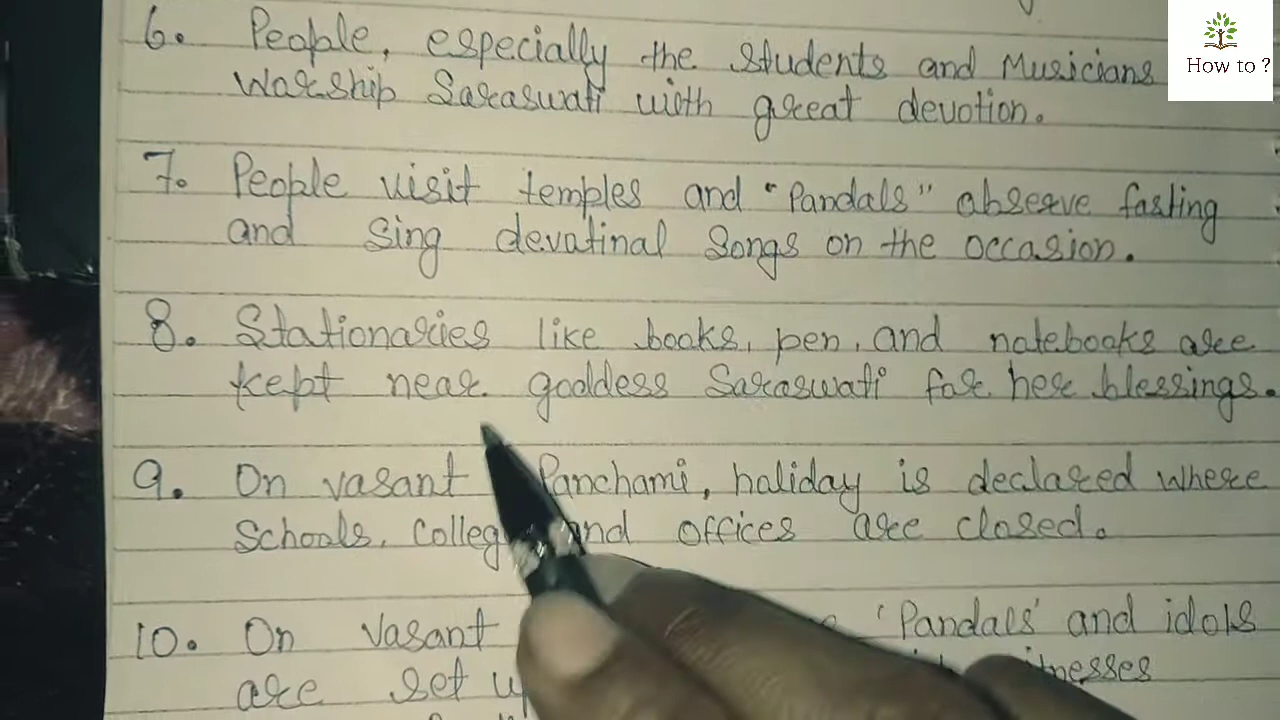 How to ?
6. People, especially the students and Musicians
Worship Saraswati with great devotion.
7. People visit temples and "Pandals" observe fasting
and Sing devotinal Songs on the occasion.
8. Stationaries like books, pen, and notebooks are
kept near goddess Saraswati for her blessings.
9. On vasant Panchami, holiday is declared where
Schools, Colleg and offices are closed.
10. On Vasant 'Pandals' and idols
are set